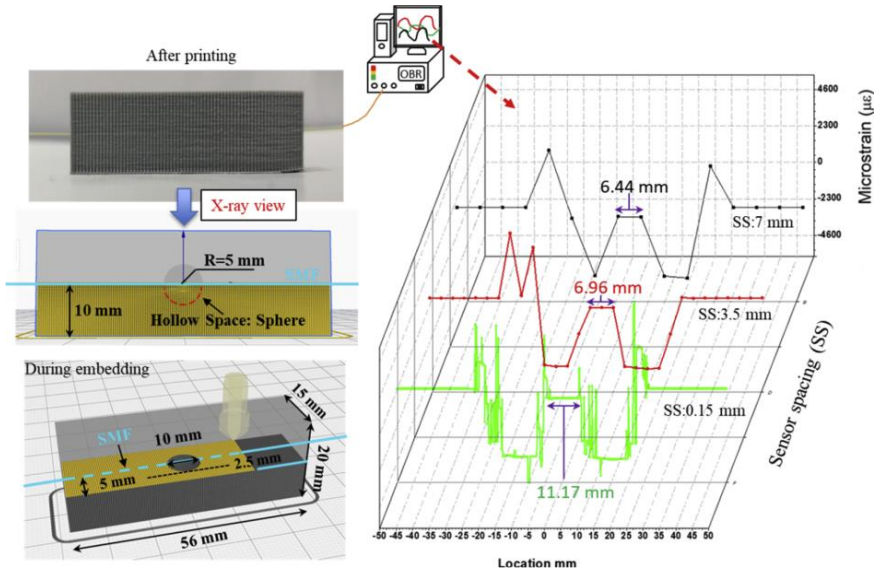 After printing
OBR
X-ray view
R=5 mm
SMF
10 mm
Hollow Space: Sphere
During embedding
SMF
10 mm
15 mm
20 mm
2.5 mm
5 mm
56 mm
4600
2300
0
-2300
-4600
Microstrain (με)
6.44 mm
SS:7 mm
6.96 mm
SS:3.5 mm
SS:0.15 mm
11.17 mm
Sensor spacing (SS)
-50 -45 -40 -35 -30 -25 -20 -15 -10 -5 0 5 10 15 20 25 30 35 40 45 50
Location mm